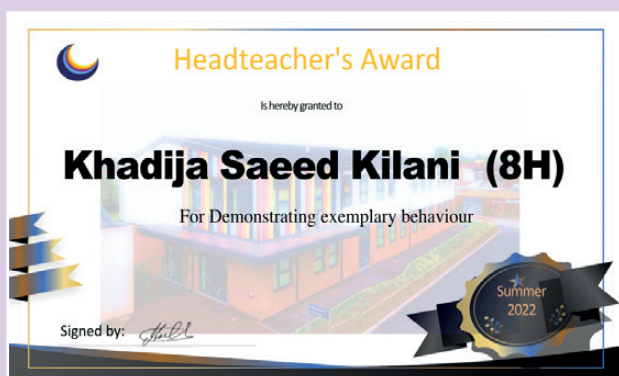 Headteacher's Award
Is hereby granted to
Khadija Saeed Kilani (8H)
For Demonstrating exemplary behaviour
Summer
2022
Signed by: